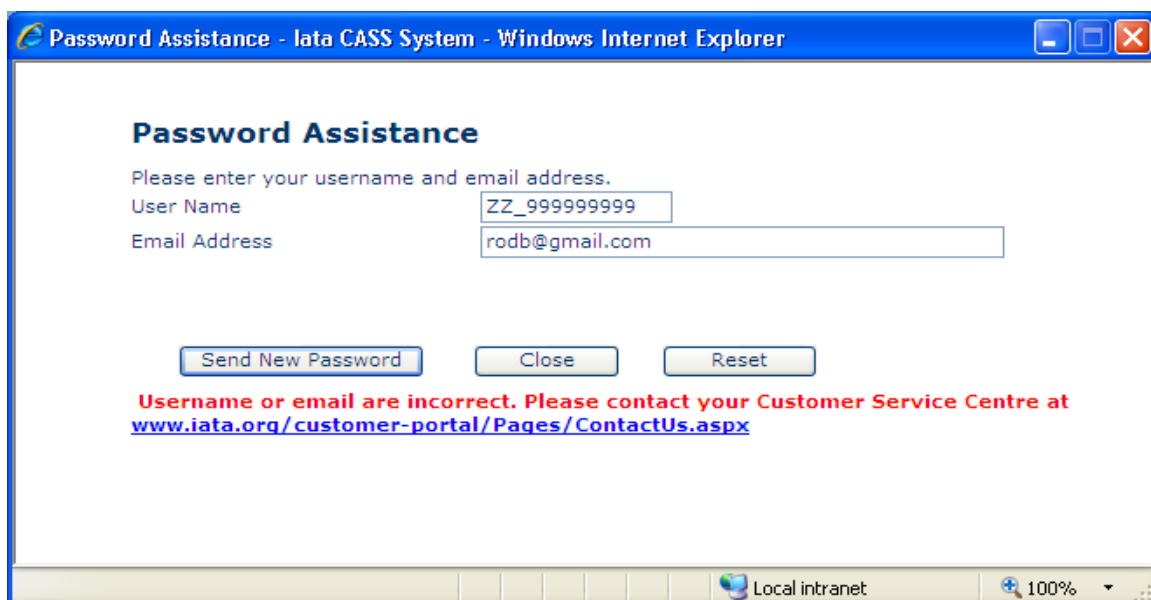 Password Assistance - Iata CASS System - Windows Internet Explorer
Password Assistance
Please enter your username and email address.
User Name ZZ_999999999
Email Address rodb@gmail.com
Send New Password Close Reset
Username or email are incorrect. Please contact your Customer Service Centre at
www.iata.org/customer-portal/Pages/ContactUs.aspx
Local intranet 100%